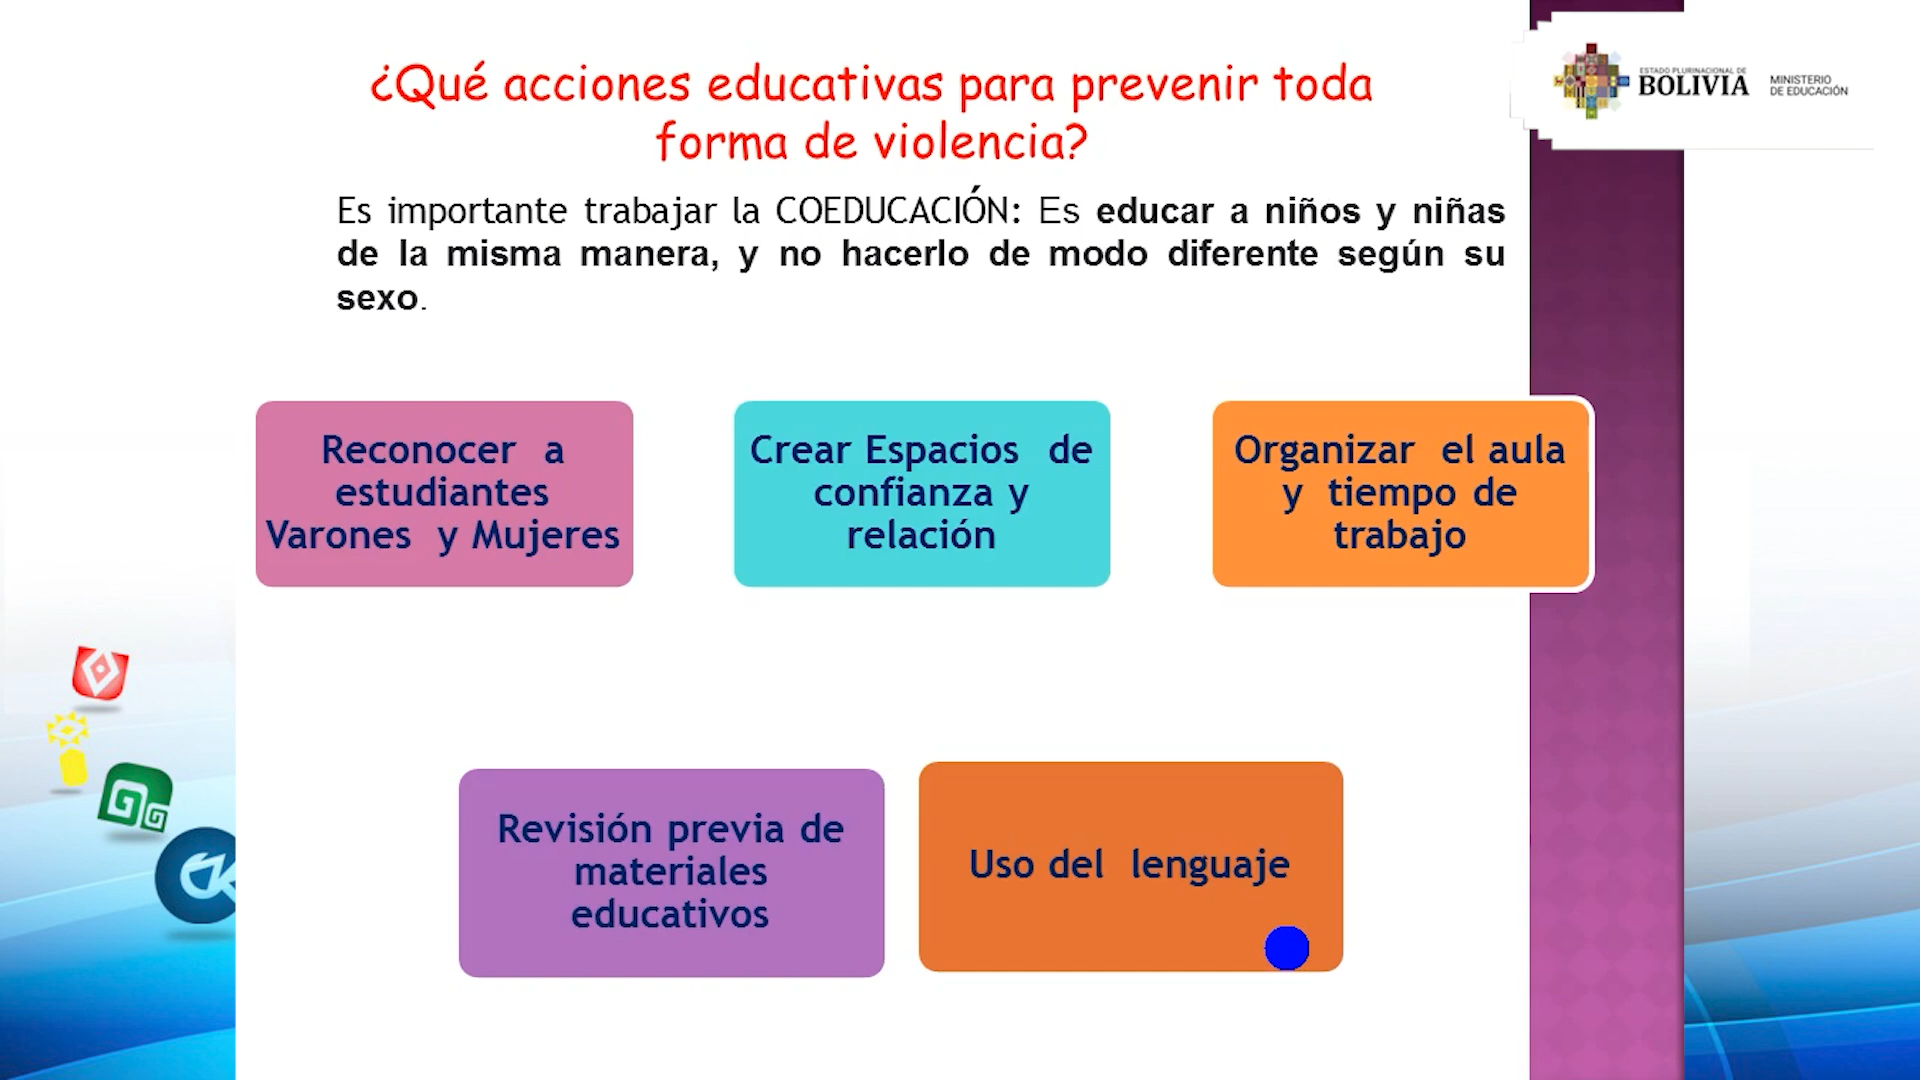 ¿Qué acciones educativas para prevenir toda
forma de violencia?
ESTADO PLURINACIONAL DE
BOLIVIA
MINISTERIO
DE EDUCACIÓN
Es importante trabajar la COEDUCACIÓN: Es educar a niños y niñas
de la misma manera, y no hacerlo de modo diferente según su
sexo.
Reconocer a
estudiantes
Varones y Mujeres
Crear Espacios de
confianza y
relación
Organizar el aula
y tiempo de
trabajo
Revisión previa de
materiales
educativos
Uso del lenguaje